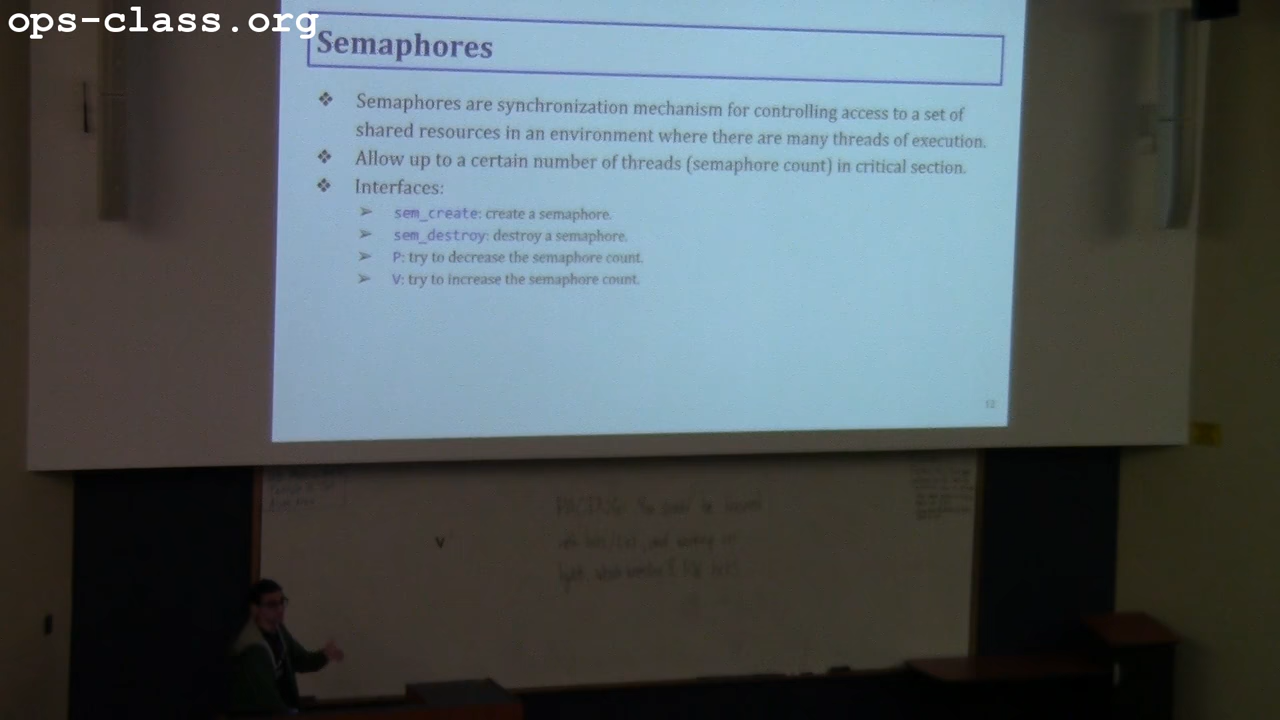 ops-class.org
Semaphores
❖ Semaphores are synchronization mechanism for controlling access to a set of
shared resources in an environment where there are many threads of execution.
❖ Allow up to a certain number of threads (semaphore count) in critical section.
❖ Interfaces:
➢ sem_create: create a semaphore.
➢ sem_destroy: destroy a semaphore.
➢ P: try to decrease the semaphore count.
➢ V: try to increase the semaphore count.
12
V